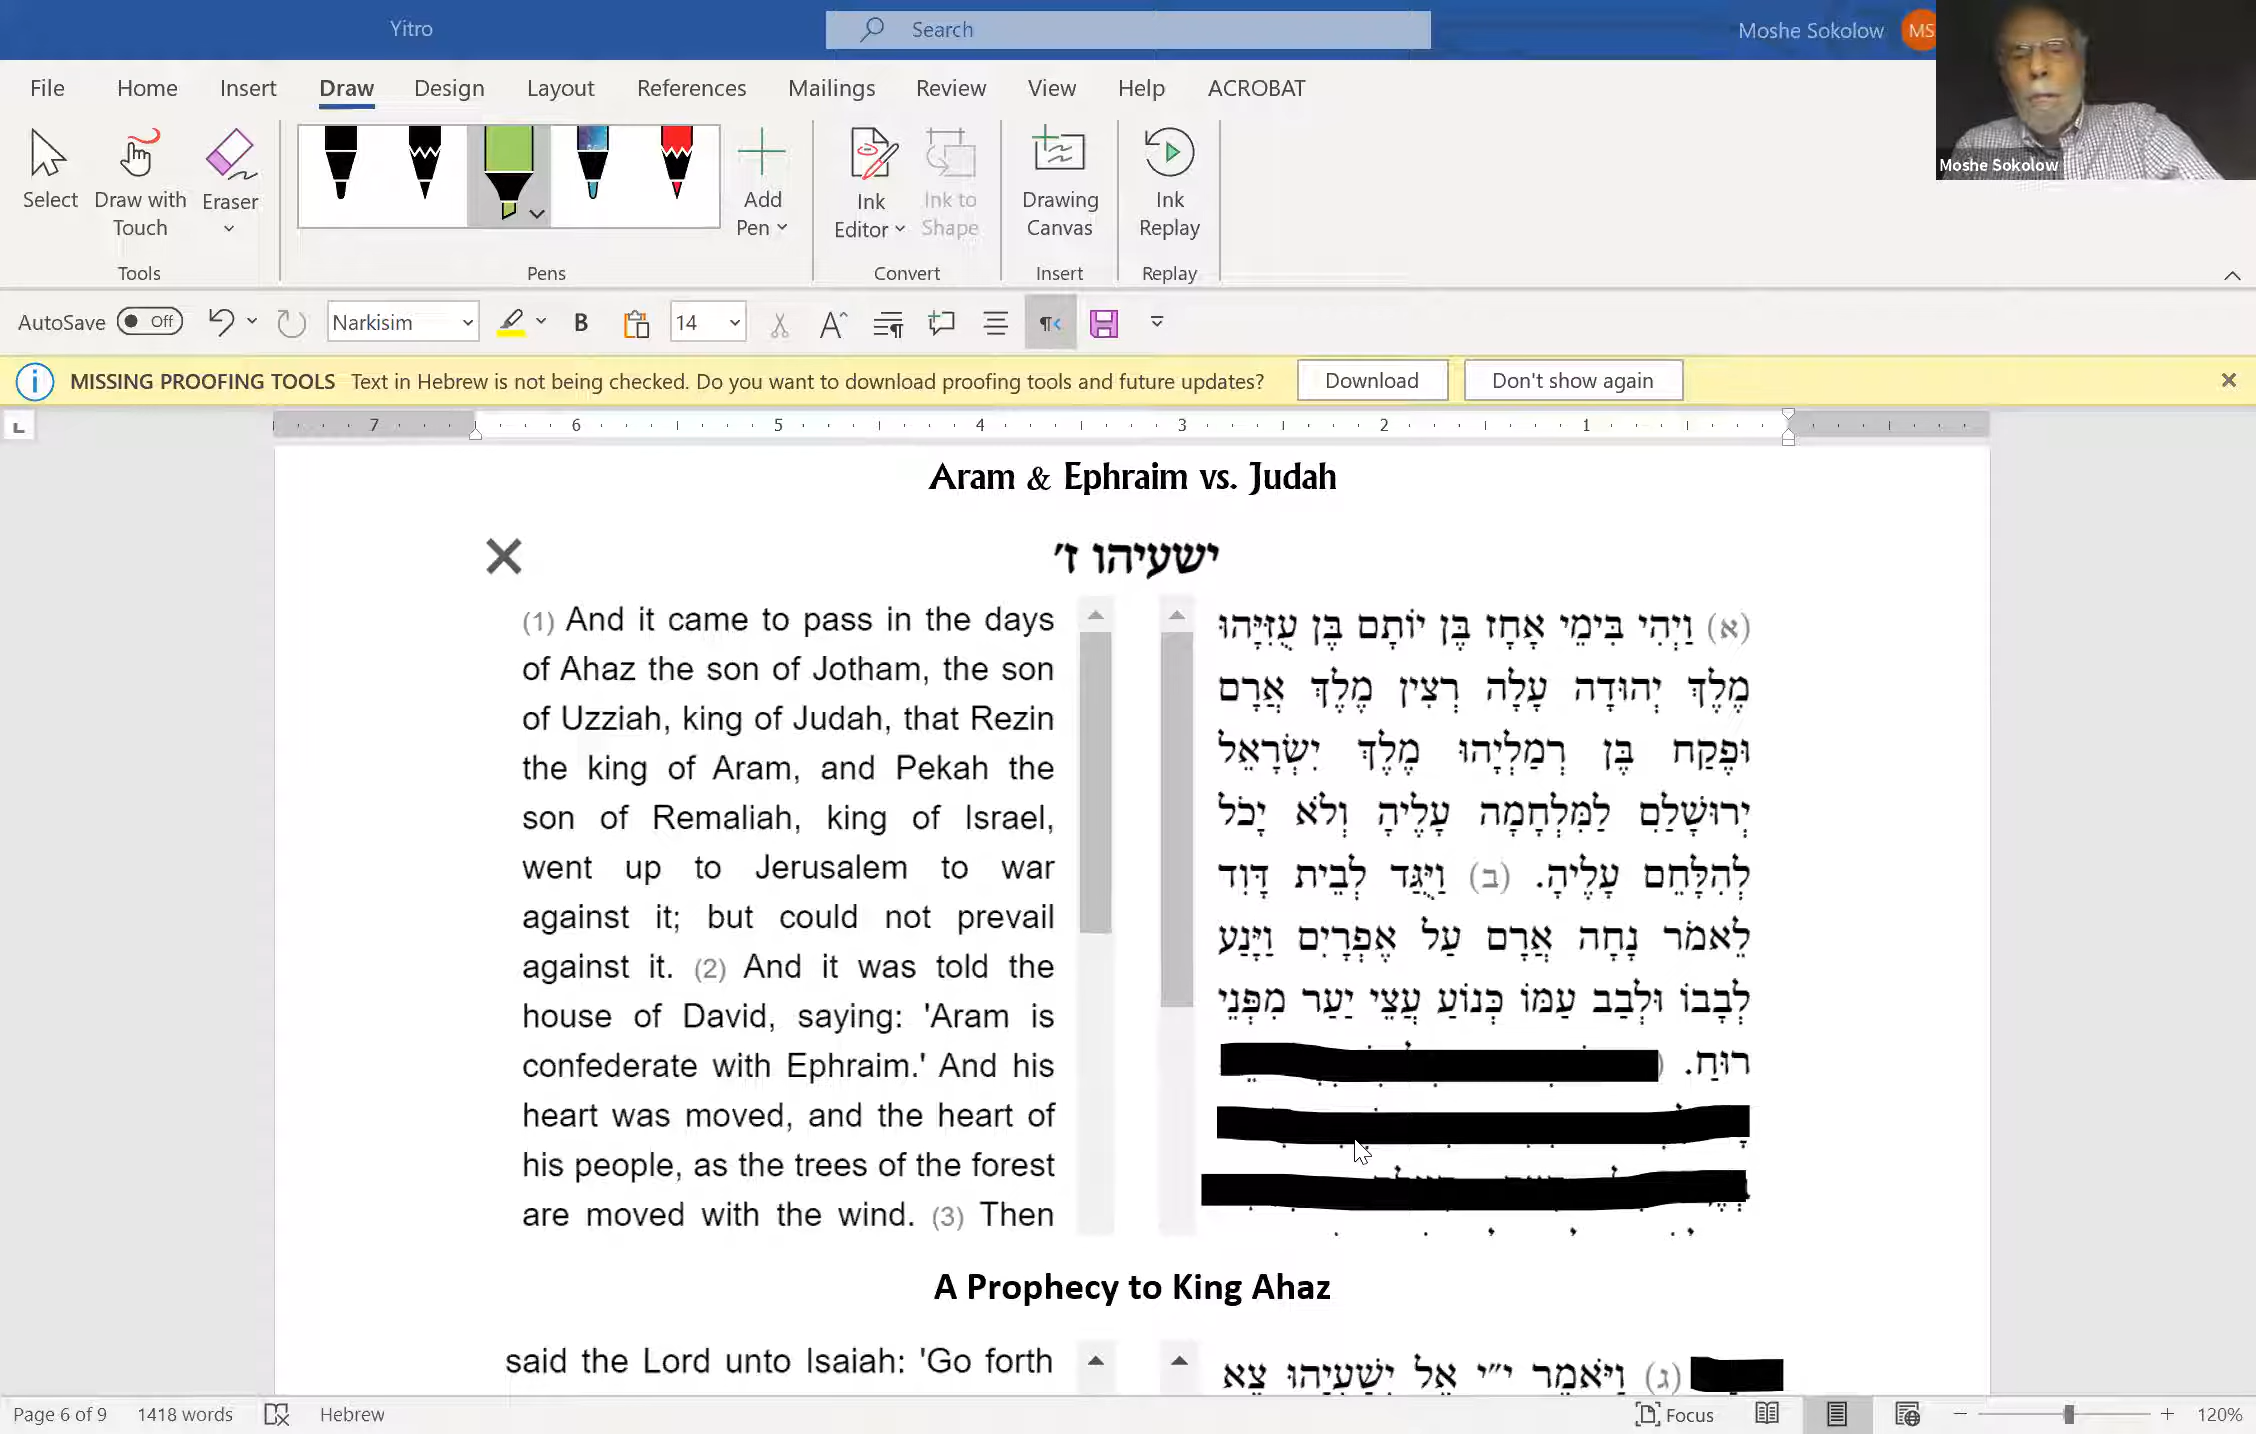 Yitro
Search
Moshe Sokolow
MS
File Home Insert Draw Design Layout References Mailings Review View Help ACROBAT
Moshe Sokolow
Select
Draw with Touch
Eraser
Add Pen
Ink Editor
Ink to Shape
Drawing Canvas
Ink Replay
Tools
Pens
Convert
Insert
Replay
AutoSave Off Narkisim B 14
MISSING PROOFING TOOLS Text in Hebrew is not being checked. Do you want to download proofing tools and future updates? Download Don't show again
7 6 5 4 3 2 1
Aram & Ephraim vs. Judah
ישעיהו ז׳
(1) And it came to pass in the days
of Ahaz the son of Jotham, the son
of Uzziah, king of Judah, that Rezin
the king of Aram, and Pekah the
son of Remaliah, king of Israel,
went up to Jerusalem to war
against it; but could not prevail
against it. (2) And it was told the
house of David, saying: 'Aram is
confederate with Ephraim.' And his
heart was moved, and the heart of
his people, as the trees of the forest
are moved with the wind. (3) Then
(א) וַיְהִי בִּימֵי אָחָז בֶּן יוֹתָם בֶּן עֻזִּיָּהוּ
מֶלֶךְ יְהוּדָה עָלָה רְצִין מֶלֶךְ אֲרָם
וּפֶקַח בֶּן רְמַלְיָהוּ מֶלֶךְ יִשְׂרָאֵל
יְרוּשָׁלִַם לַמִּלְחָמָה עָלֶיהָ וְלֹא יָכֹל
לְהִלָּחֵם עָלֶיהָ. (ב) וַיֻּגַּד לְבֵית דָּוִד
לֵאמֹר נָחָה אֲרָם עַל אֶפְרָיִם וַיָּנַע
לְבָבוֹ וּלְבַב עַמּוֹ כְּנוֹעַ עֲצֵי יַעַר מִפְּנֵי
רוּחַ.
A Prophecy to King Ahaz
said the Lord unto Isaiah: 'Go forth
(ג) וַיֹּאמֶר י״י אֶל יְשַׁעְיָהוּ צֵא
Page 6 of 9 1418 words Hebrew Focus 120%